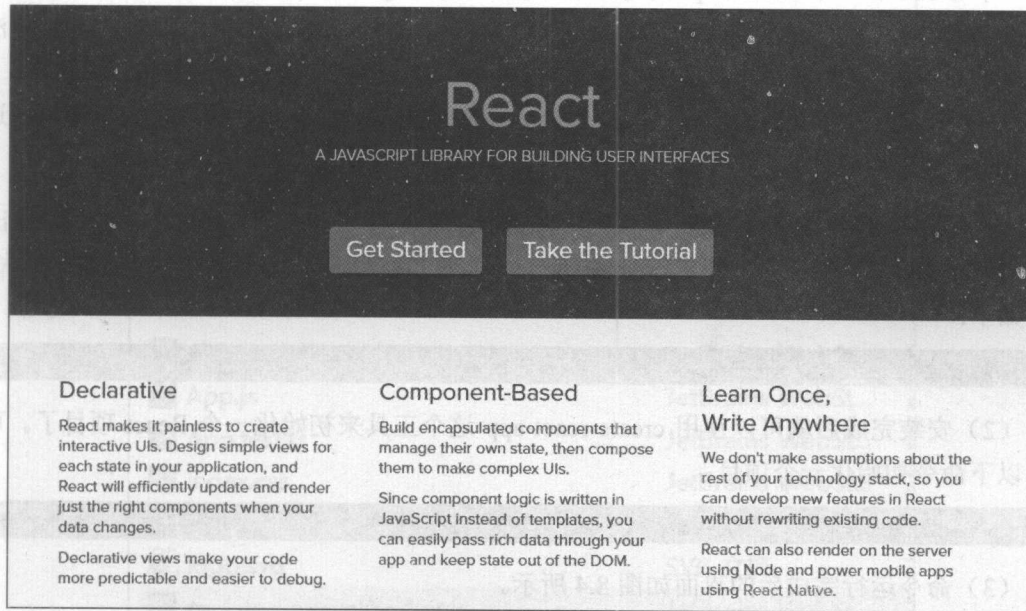 React
A JAVASCRIPT LIBRARY FOR BUILDING USER INTERFACES
Get Started
Take the Tutorial
Declarative
React makes it painless to create
interactive UIs. Design simple views for
each state in your application, and
React will efficiently update and render
just the right components when your
data changes.
Declarative views make your code
more predictable and easier to debug.
Component-Based
Build encapsulated components that
manage their own state, then compose
them to make complex UIs.
Since component logic is written in
JavaScript instead of templates, you
can easily pass rich data through your
app and keep state out of the DOM.
Learn Once,
Write Anywhere
We don't make assumptions about the
rest of your technology stack, so you
can develop new features in React
without rewriting existing code.
React can also render on the server
using Node and power mobile apps
using React Native.